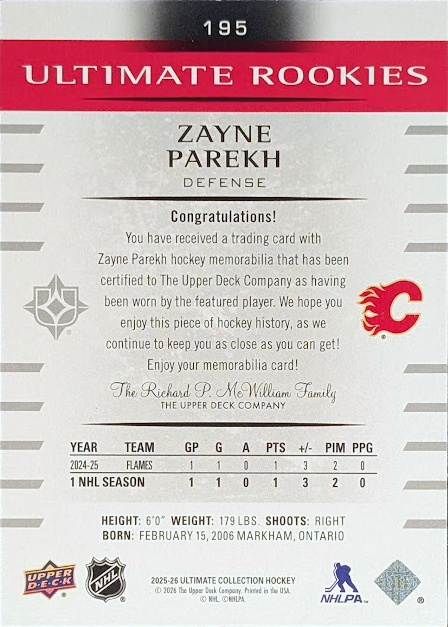 195
ULTIMATE ROOKIES
ZAYNE
PAREKH
DEFENSE
Congratulations!
You have received a trading card with
Zayne Parekh hockey memorabilia that has been
certified to The Upper Deck Company as having
been worn by the featured player. We hope you
enjoy this piece of hockey history, as we
continue to keep you as close as you can get!
Enjoy your memorabilia card!
The Richard P. McWilliam Family
THE UPPER DECK COMPANY
YEAR TEAM GP G A PTS +/- PIM PPG
2024-25 FLAMES 1 1 0 1 3 2 0
1 NHL SEASON 1 1 0 1 3 2 0
HEIGHT: 6'0" WEIGHT: 179 LBS. SHOOTS: RIGHT
BORN: FEBRUARY 15, 2006 MARKHAM, ONTARIO
UPPER DECK
NHL
2025-26 ULTIMATE COLLECTION HOCKEY
© 2026 The Upper Deck Company. Printed in the USA.
© NHL. ©NHLPA.
NHLPA